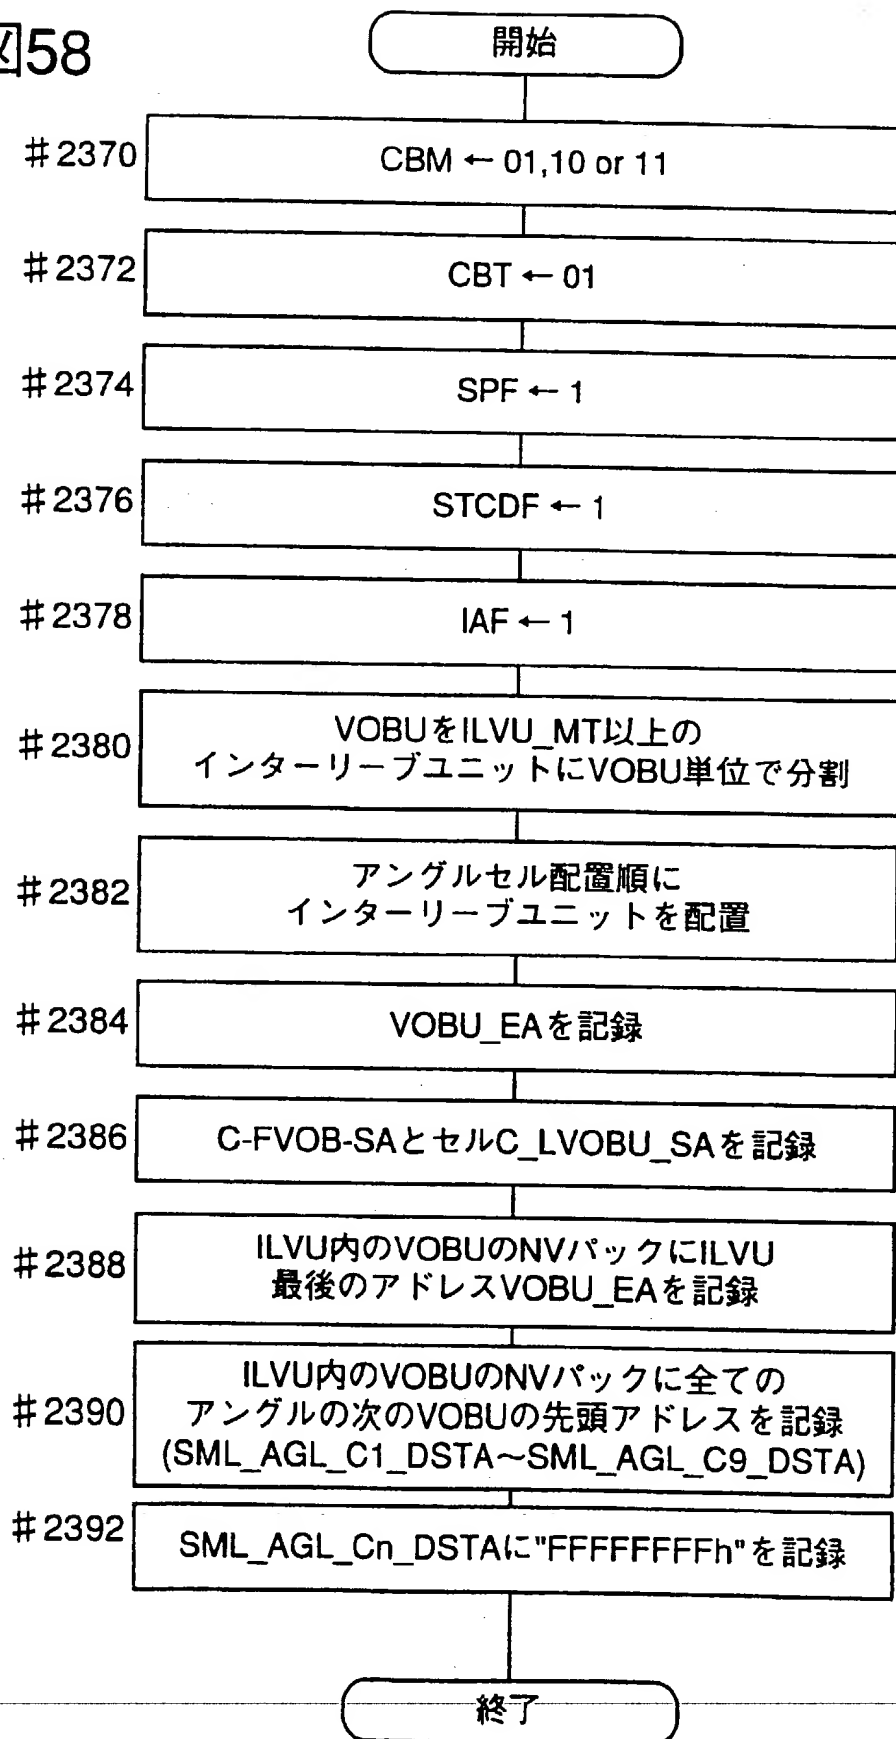 図58
開始
#2370
CBM ← 01,10 or 11
#2372
CBT ← 01
#2374
SPF ← 1
#2376
STCDF ← 1
#2378
IAF ← 1
#2380
VOBUをILVU_MT以上の
インターリーブユニットにVOBU単位で分割
#2382
アングルセル配置順に
インターリーブユニットを配置
#2384
VOBU_EAを記録
#2386
C-FVOB-SAとセルC_LVOBU_SAを記録
#2388
ILVU内のVOBUのNVパックにILVU
最後のアドレスVOBU_EAを記録
#2390
ILVU内のVOBUのNVパックに全ての
アングルの次のVOBUの先頭アドレスを記録
(SML_AGL_C1_DSTA~SML_AGL_C9_DSTA)
#2392
SML_AGL_Cn_DSTAに"FFFFFFFFh"を記録
終了